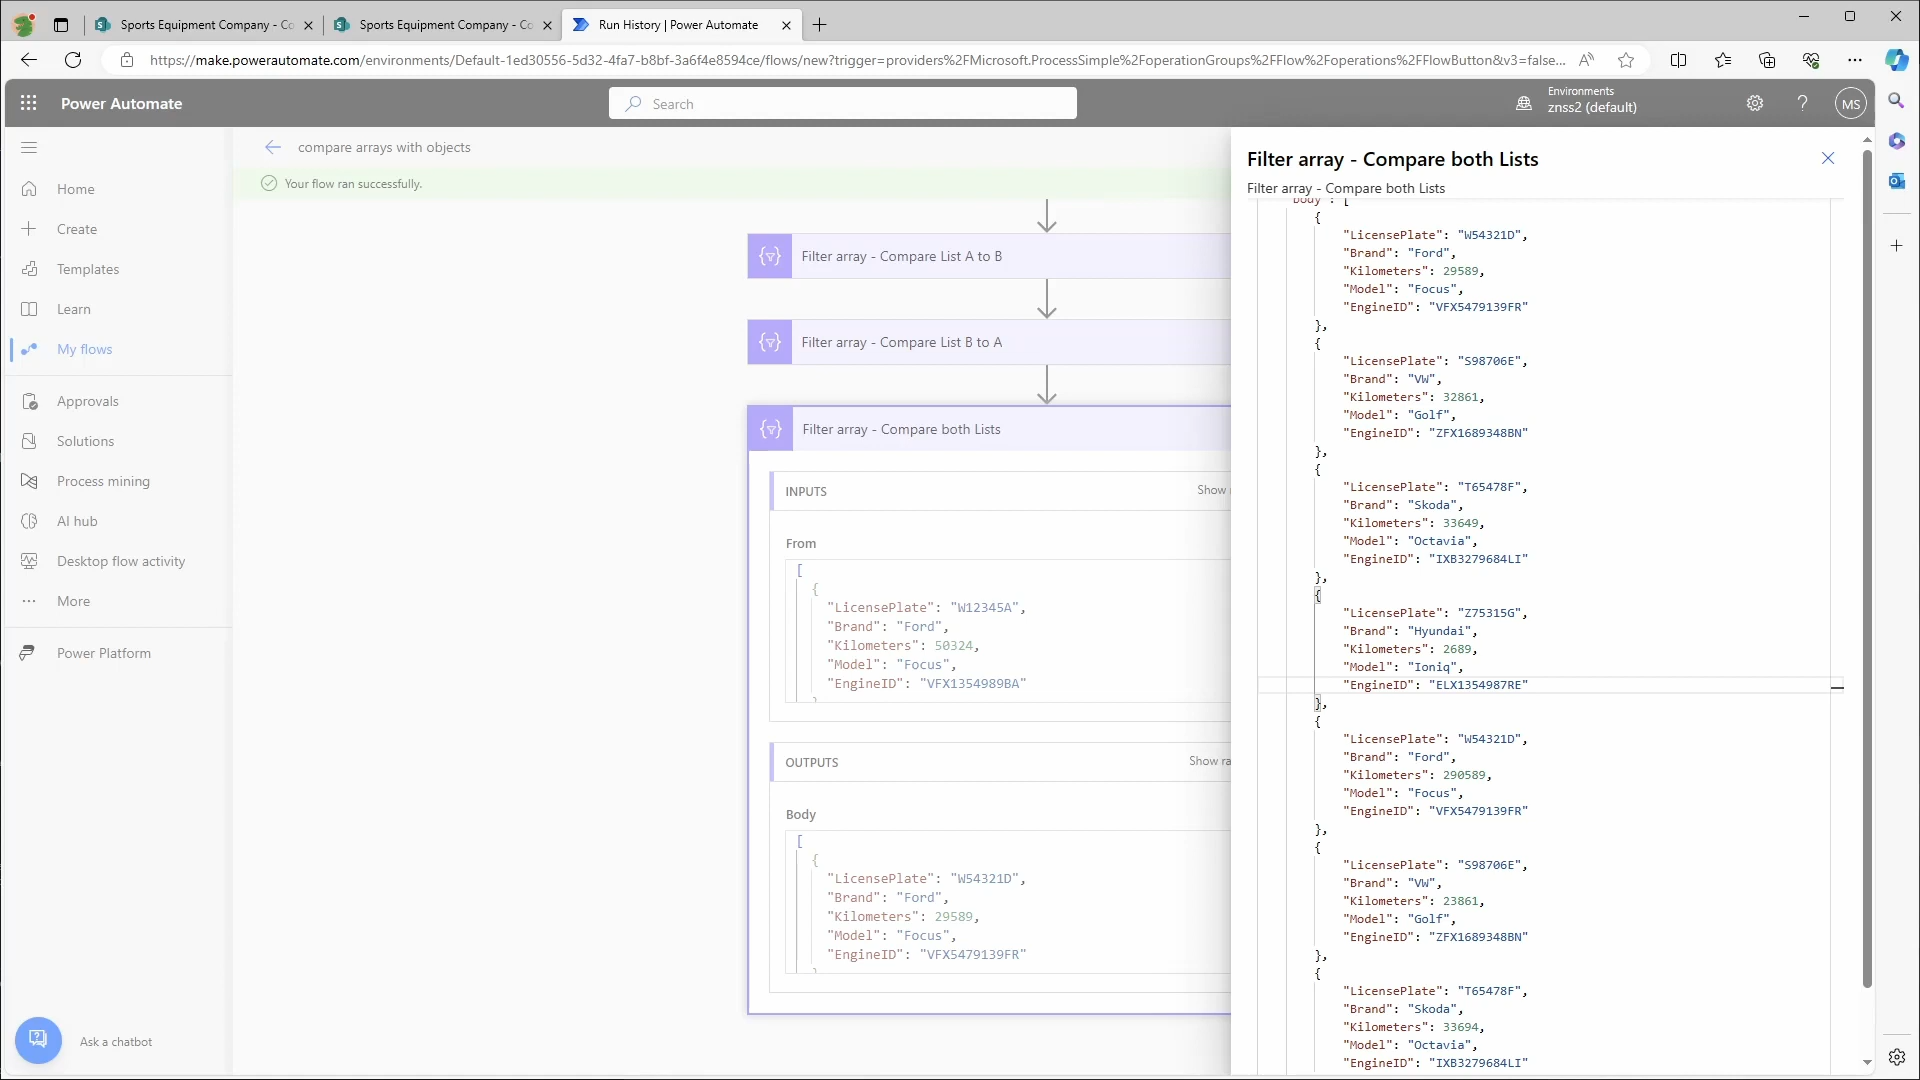 Sports Equipment Company - Co
Sports Equipment Company - Co
Run History | Power Automate
https://make.powerautomate.com/environments/Default-1ed30556-5d32-4fa7-b8bf-3a6f4e8594ce/flows/new?trigger=providers%2FMicrosoft.ProcessSimple%2FoperationGroups%2FFlow%2Foperations%2FFlowButton&v3=false...
Power Automate
Search
Environments
znss2 (default)
?
MS
Home
Create
Templates
Learn
My flows
Approvals
Solutions
Process mining
AI hub
Desktop flow activity
More
Power Platform
Ask a chatbot
compare arrays with objects
Your flow ran successfully.
Filter array - Compare List A to B
Filter array - Compare List B to A
Filter array - Compare both Lists
INPUTS
Show
From
[
{
"LicensePlate": "W12345A",
"Brand": "Ford",
"Kilometers": 50324,
"Model": "Focus",
"EngineID": "VFX1354989BA"
}
OUTPUTS
Show ra
Body
[
{
"LicensePlate": "W54321D",
"Brand": "Ford",
"Kilometers": 29589,
"Model": "Focus",
"EngineID": "VFX5479139FR"
}
Filter array - Compare both Lists
Filter array - Compare both Lists
"body": [
{
"LicensePlate": "W54321D",
"Brand": "Ford",
"Kilometers": 29589,
"Model": "Focus",
"EngineID": "VFX5479139FR"
},
{
"LicensePlate": "S98706E",
"Brand": "VW",
"Kilometers": 32861,
"Model": "Golf",
"EngineID": "ZFX1689348BN"
},
{
"LicensePlate": "T65478F",
"Brand": "Skoda",
"Kilometers": 33649,
"Model": "Octavia",
"EngineID": "IXB3279684LI"
},
{
"LicensePlate": "Z75315G",
"Brand": "Hyundai",
"Kilometers": 2689,
"Model": "Ioniq",
"EngineID": "ELX1354987RE"
},
{
"LicensePlate": "W54321D",
"Brand": "Ford",
"Kilometers": 290589,
"Model": "Focus",
"EngineID": "VFX5479139FR"
},
{
"LicensePlate": "S98706E",
"Brand": "VW",
"Kilometers": 23861,
"Model": "Golf",
"EngineID": "ZFX1689348BN"
},
{
"LicensePlate": "T65478F",
"Brand": "Skoda",
"Kilometers": 33694,
"Model": "Octavia",
"EngineID": "IXB3279684LI"